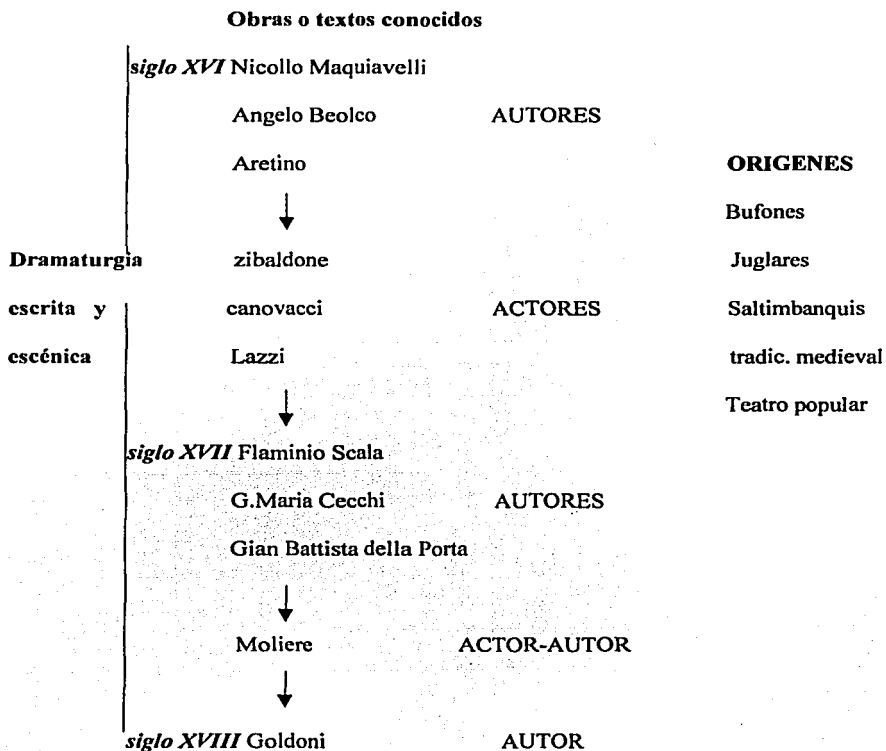 Obras o textos conocidos
siglo XVI Nicollo Maquiavelli
Angelo Beolco AUTORES
Aretino ORIGENES
Bufones
Dramaturgia zibaldone Juglares
escrita y canovacci ACTORES Saltimbanquis
escénica Lazzi tradic. medieval
Teatro popular
siglo XVII Flaminio Scala
G.Maria Cecchi AUTORES
Gian Battista della Porta
Moliere ACTOR-AUTOR
siglo XVIII Goldoni AUTOR